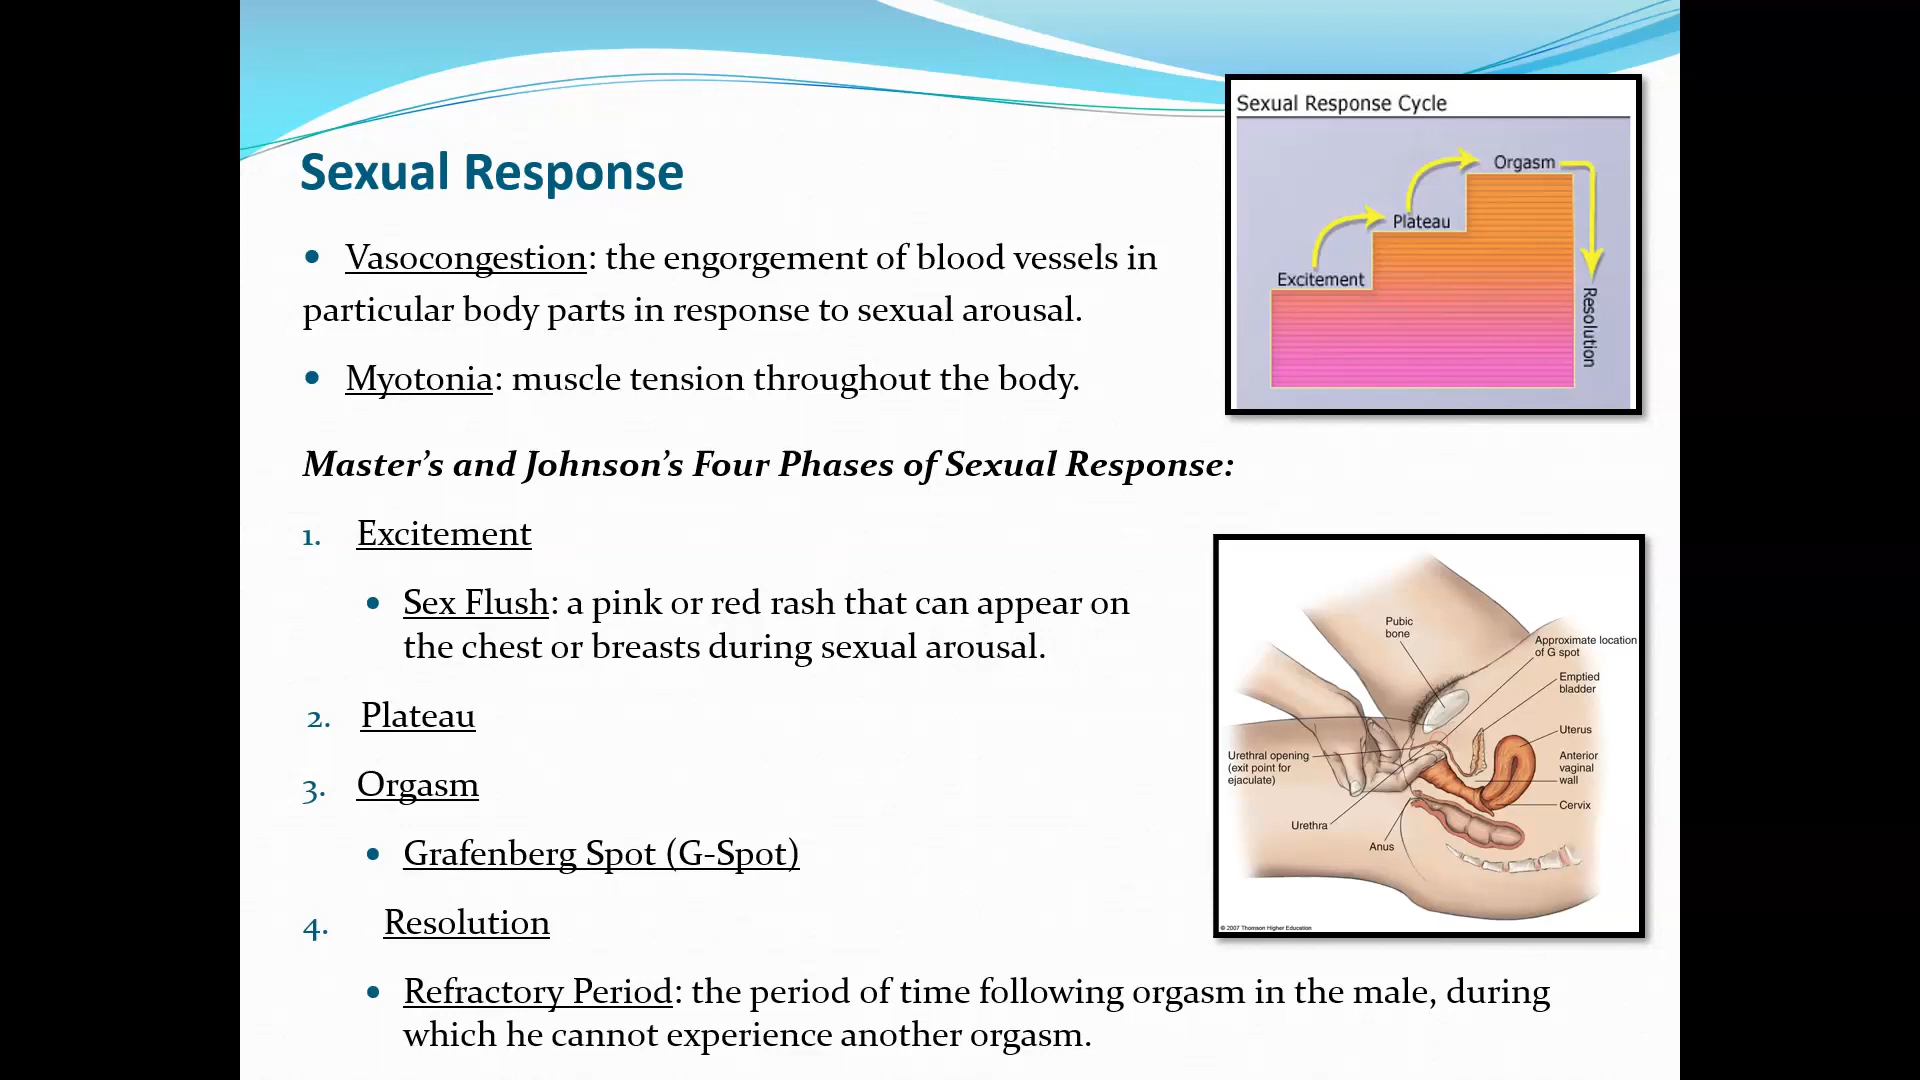 Sexual Response
• Vasocongestion: the engorgement of blood vessels in
particular body parts in response to sexual arousal.
• Myotonia: muscle tension throughout the body.
Master’s and Johnson’s Four Phases of Sexual Response:
1. Excitement
• Sex Flush: a pink or red rash that can appear on
the chest or breasts during sexual arousal.
2. Plateau
3. Orgasm
• Grafenberg Spot (G-Spot)
4. Resolution
• Refractory Period: the period of time following orgasm in the male, during
which he cannot experience another orgasm.
Sexual Response Cycle
Orgasm
Plateau
Excitement
Resolution
Pubic
bone
Approximate location
of G spot
Emptied
bladder
Uterus
Anterior
vaginal
wall
Cervix
Urethral opening
(exit point for
ejaculate)
Urethra
Anus
© 2007 Thomson Higher Education